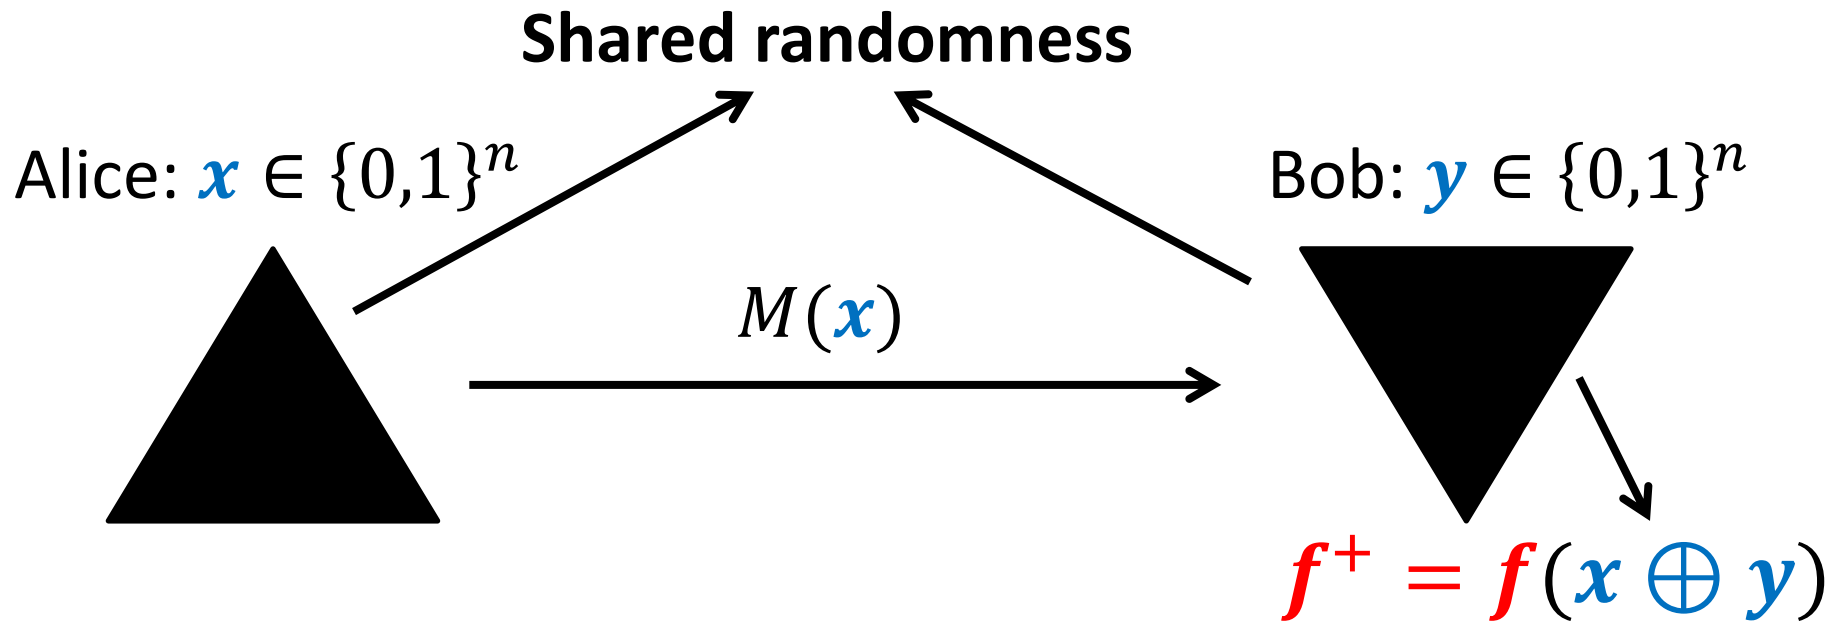 Shared randomness
Alice: x ∈ {0,1}ⁿ
Bob: y ∈ {0,1}ⁿ
M(x)
f⁺ = f(x ⊕ y)